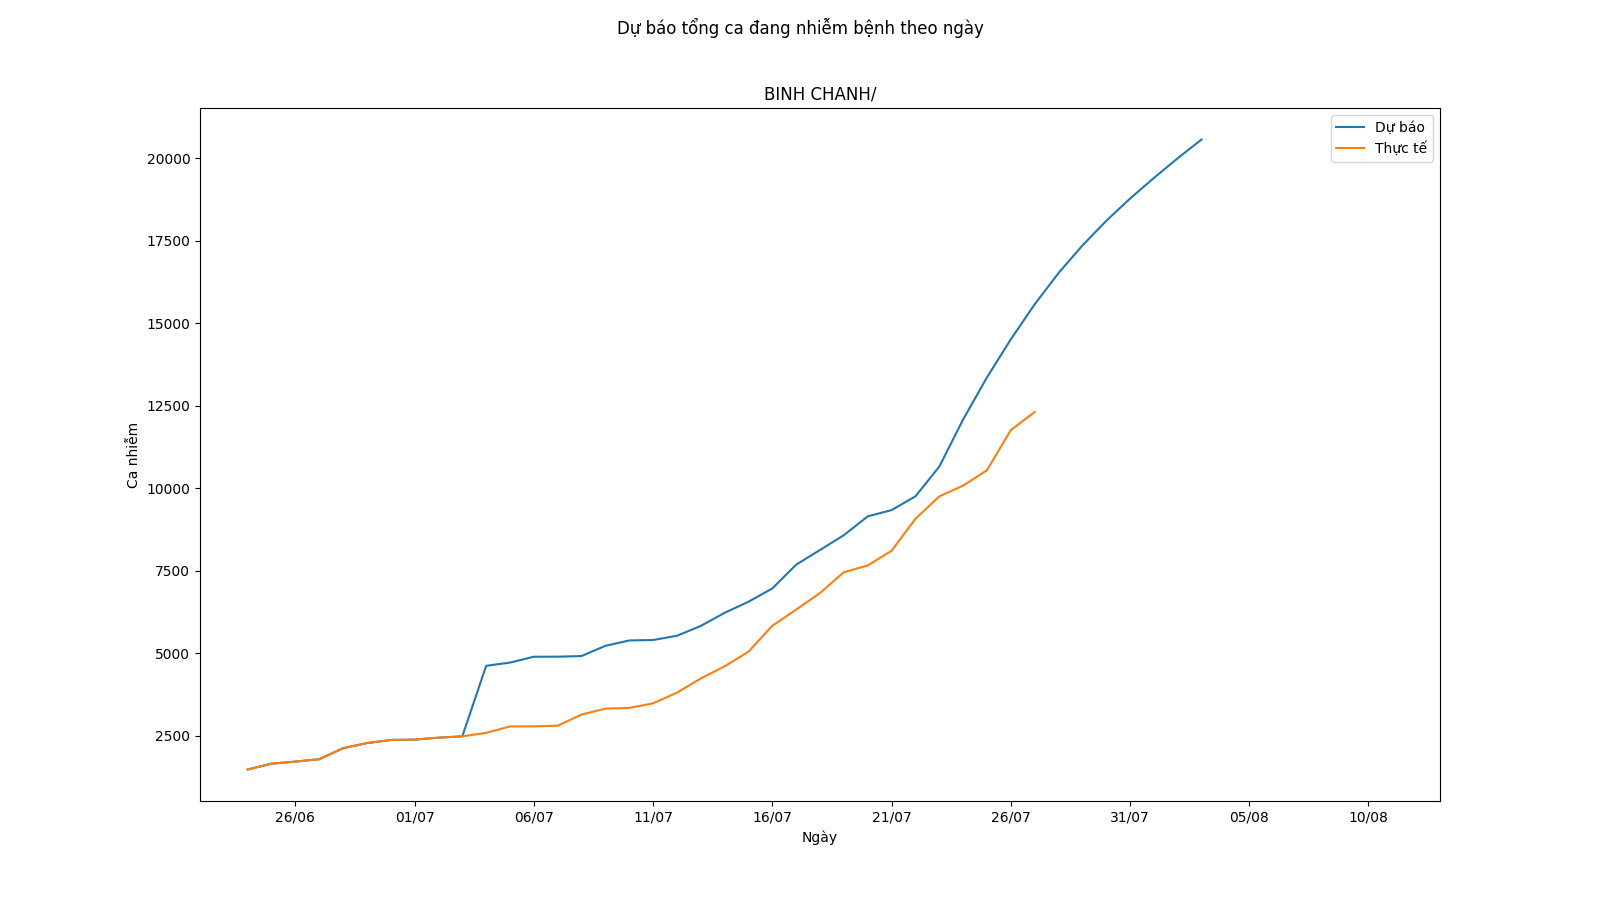 Dự báo tổng ca đang nhiễm bệnh theo ngày
BINH CHANH/
Dự báo
Thực tế
20000
17500
15000
12500
10000
7500
5000
2500
Ca nhiễm
26/06 01/07 06/07 11/07 16/07 21/07 26/07 31/07 05/08 10/08
Ngày